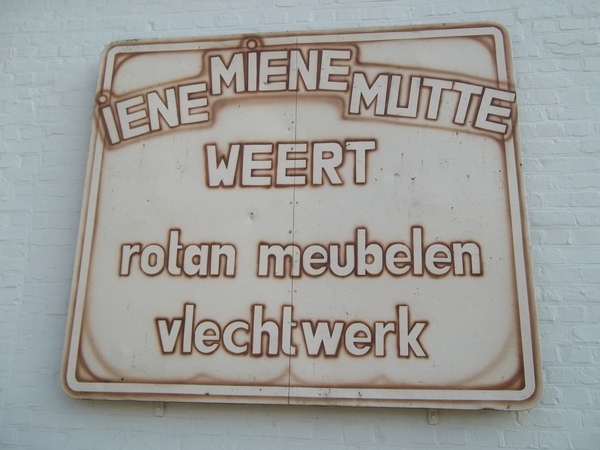 iENE MiENE MUTTE
WEERT
rotan meubelen
vlechtwerk